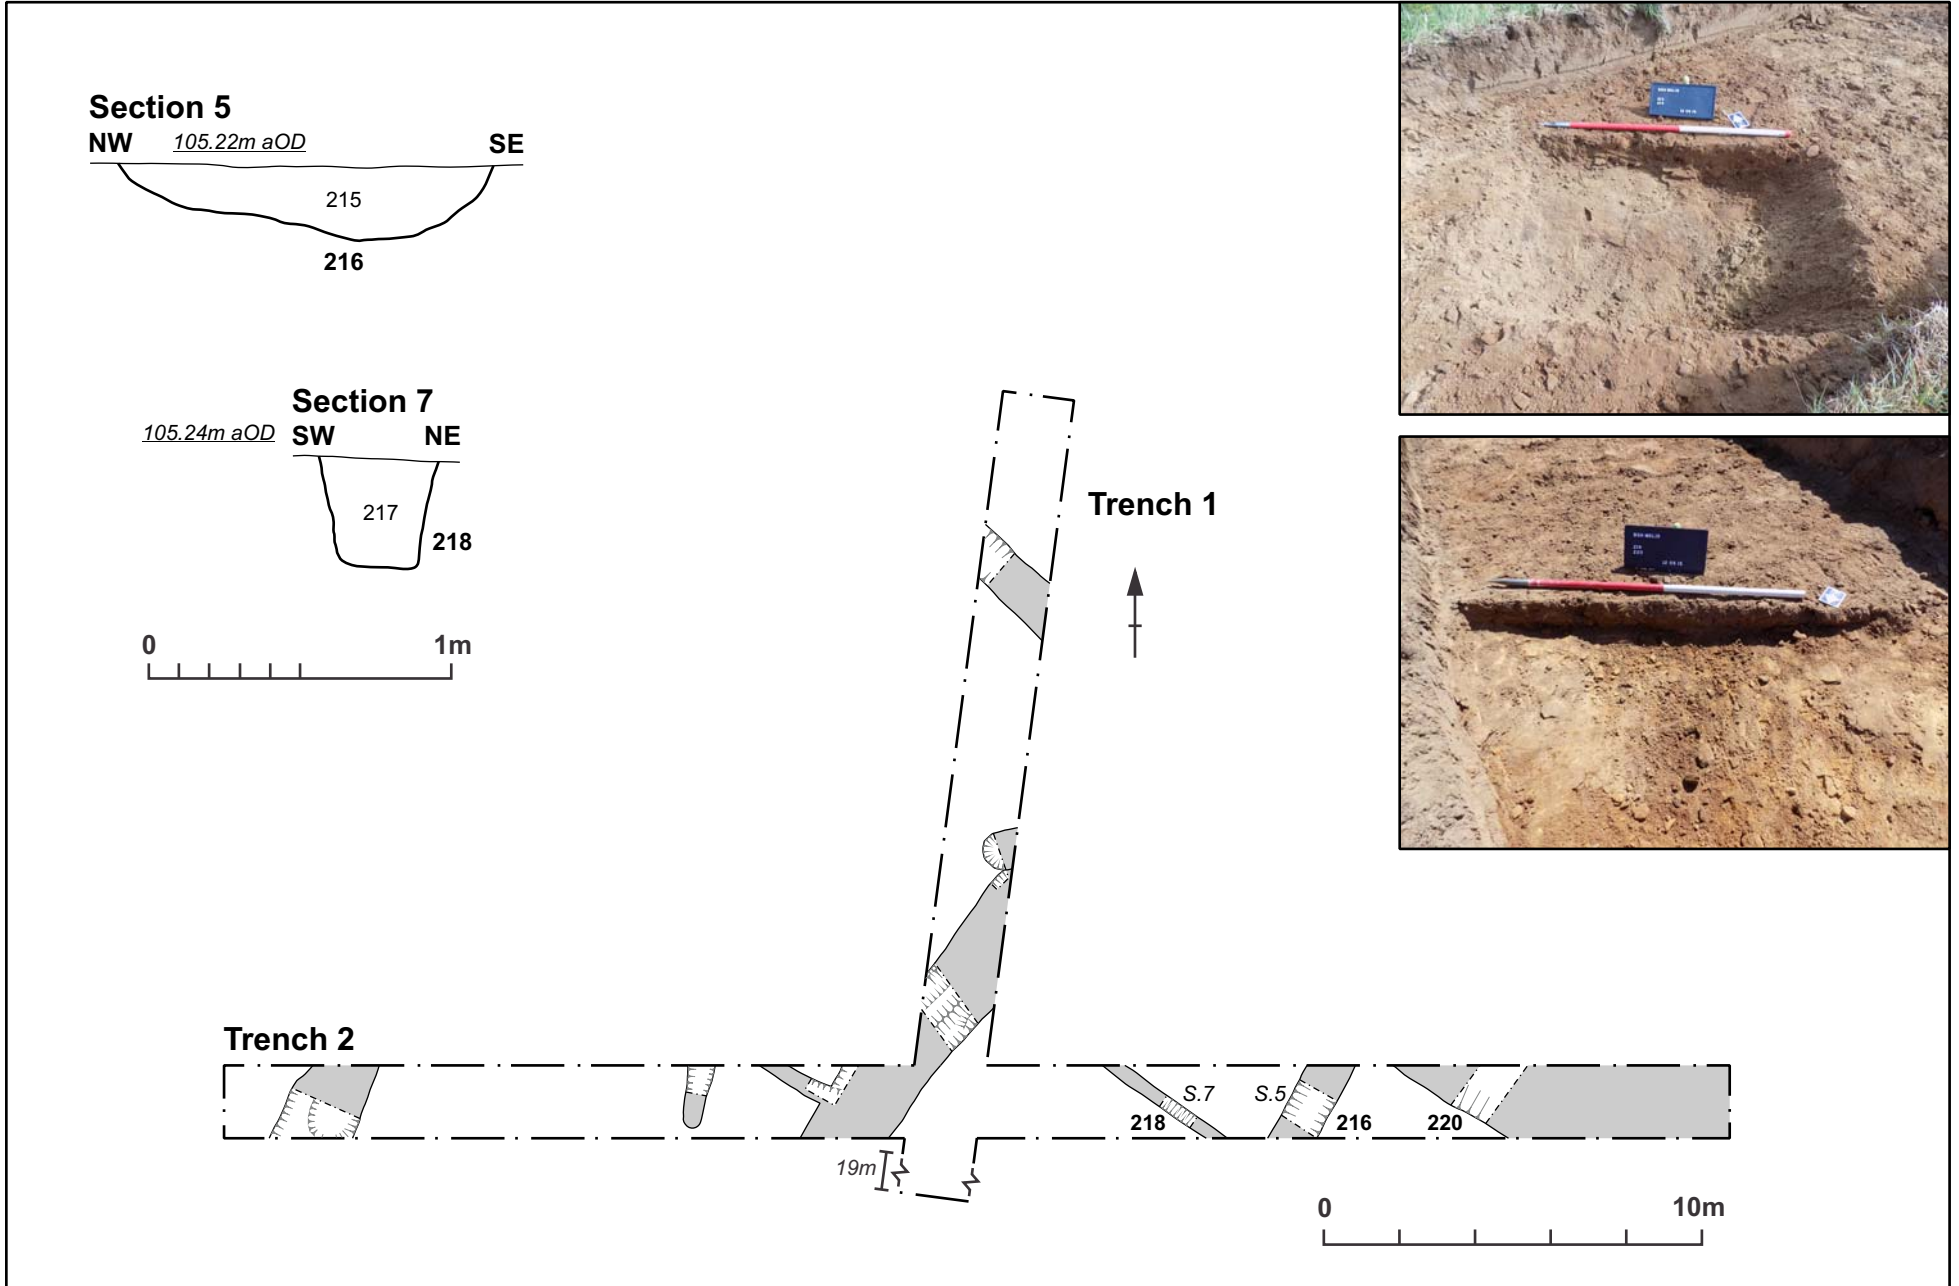 Section 5
NW 105.22m aOD SE
215
216
Section 7
105.24m aOD SW NE
217
218
0 1m
Trench 1
Trench 2
S.7 S.5
218 216 220
19m
0 10m